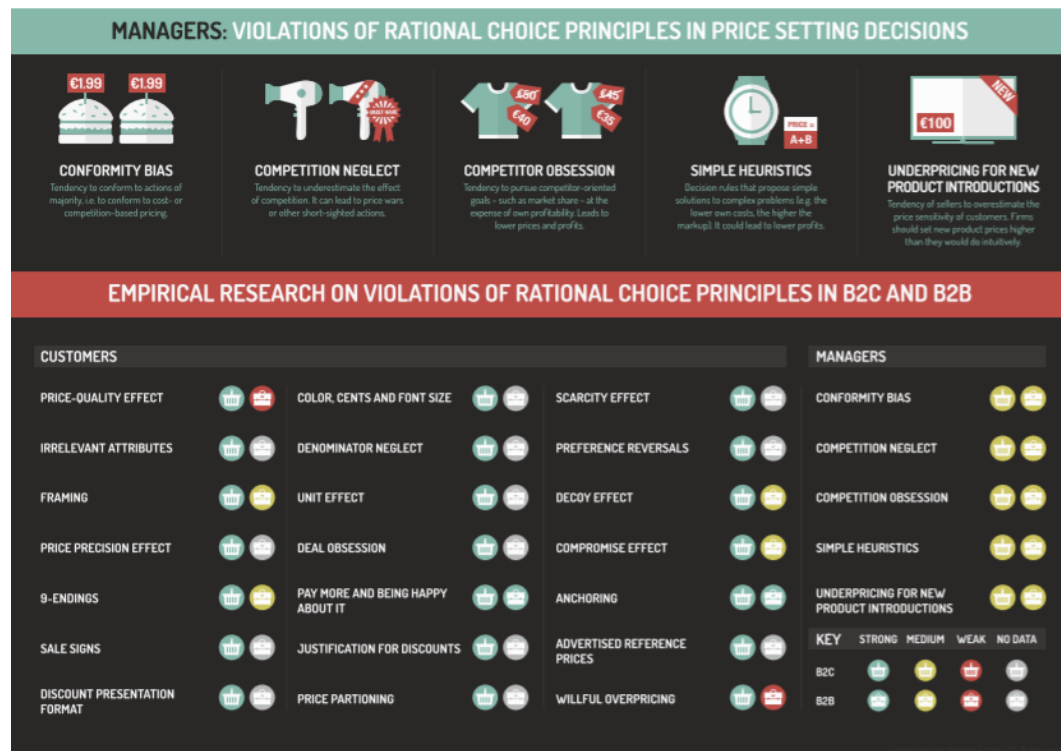 MANAGERS: VIOLATIONS OF RATIONAL CHOICE PRINCIPLES IN PRICE SETTING DECISIONS
€1.99 €1.99
CONFORMITY BIAS
Tendency to conform to actions of
majority, i.e. to conform to cost- or
competition-based pricing.
COMPETITION NEGLECT
Tendency to underestimate the effect
of competition. It can lead to price wars
or other short-sighted actions.
£50 £45
€40 €35
COMPETITOR OBSESSION
Tendency to pursue competitor-oriented
goals - such as market share - at the
expense of own profitability. Leads to
lower prices and profits.
PRICE =
A+B
SIMPLE HEURISTICS
Decision rules that propose simple
solutions to complex problems (e.g. the
lower own costs, the higher the
markup). It could lead to lower profits.
NEW
€100
UNDERPRICING FOR NEW
PRODUCT INTRODUCTIONS
Tendency of sellers to overestimate the
price sensitivity of customers. Firms
should set new product prices higher
than they would do intuitively.
EMPIRICAL RESEARCH ON VIOLATIONS OF RATIONAL CHOICE PRINCIPLES IN B2C AND B2B
CUSTOMERS
PRICE-QUALITY EFFECT
IRRELEVANT ATTRIBUTES
FRAMING
PRICE PRECISION EFFECT
9-ENDINGS
SALE SIGNS
DISCOUNT PRESENTATION
FORMAT
COLOR, CENTS AND FONT SIZE
DENOMINATOR NEGLECT
UNIT EFFECT
DEAL OBSESSION
PAY MORE AND BEING HAPPY
ABOUT IT
JUSTIFICATION FOR DISCOUNTS
PRICE PARTIONING
SCARCITY EFFECT
PREFERENCE REVERSALS
DECOY EFFECT
COMPROMISE EFFECT
ANCHORING
ADVERTISED REFERENCE
PRICES
WILLFUL OVERPRICING
MANAGERS
CONFORMITY BIAS
COMPETITION NEGLECT
COMPETITION OBSESSION
SIMPLE HEURISTICS
UNDERPRICING FOR NEW
PRODUCT INTRODUCTIONS
KEY STRONG MEDIUM WEAK NO DATA
B2C
B2B